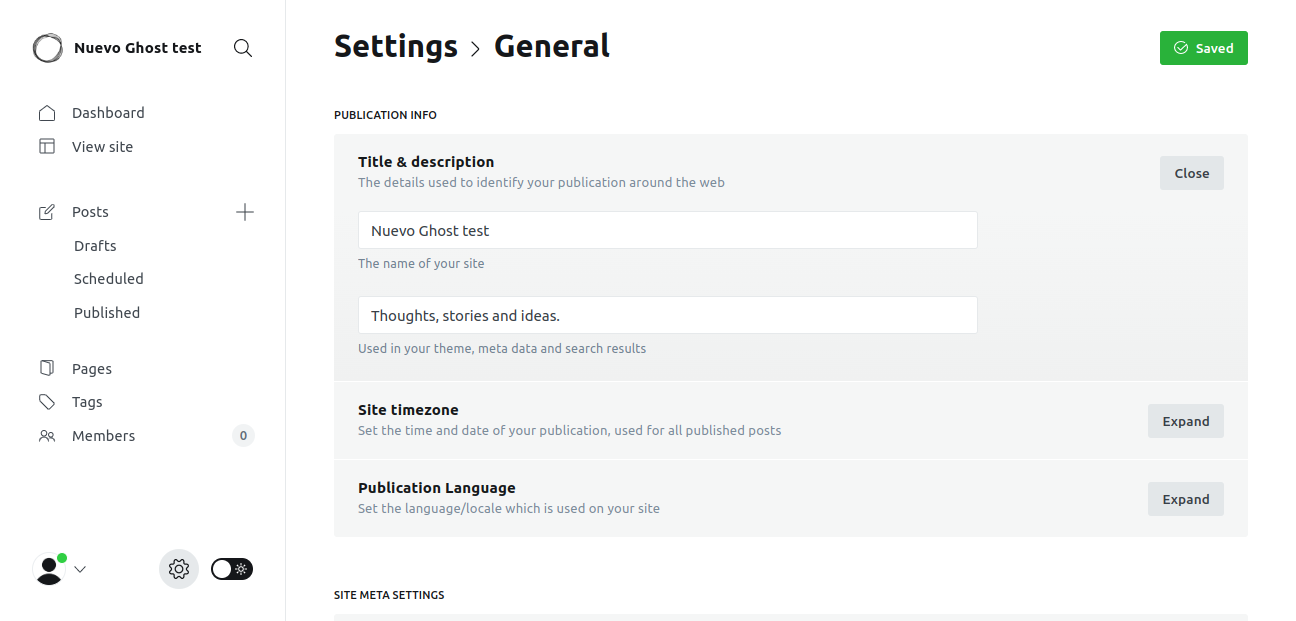 Nuevo Ghost test
Dashboard
View site
Posts
Drafts
Scheduled
Published
Pages
Tags
Members 0
Settings > General
Saved
PUBLICATION INFO
Title & description
The details used to identify your publication around the web
Close
Nuevo Ghost test
The name of your site
Thoughts, stories and ideas.
Used in your theme, meta data and search results
Site timezone
Set the time and date of your publication, used for all published posts
Expand
Publication Language
Set the language/locale which is used on your site
Expand
SITE META SETTINGS